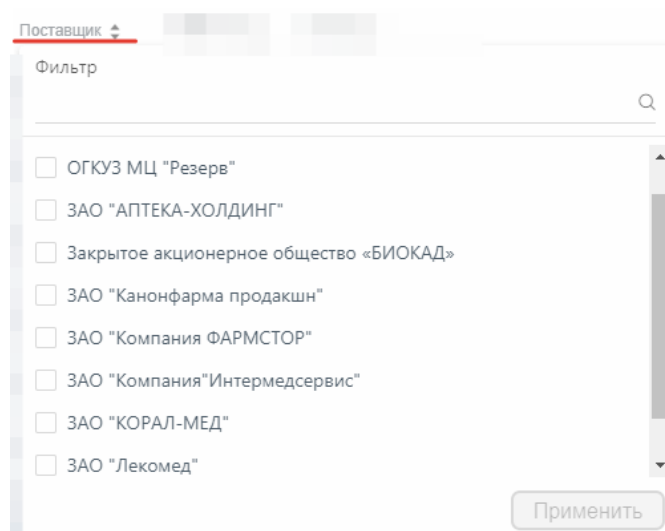 Поставщик
Фильтр
ОГКУЗ МЦ "Резерв"
ЗАО "АПТЕКА-ХОЛДИНГ"
Закрытое акционерное общество «БИОКАД»
ЗАО "Канонфарма продакшн"
ЗАО "Компания ФАРМСТОР"
ЗАО "Компания"Интермедсервис"
ЗАО "КОРАЛ-МЕД"
ЗАО "Лекомед"
Применить